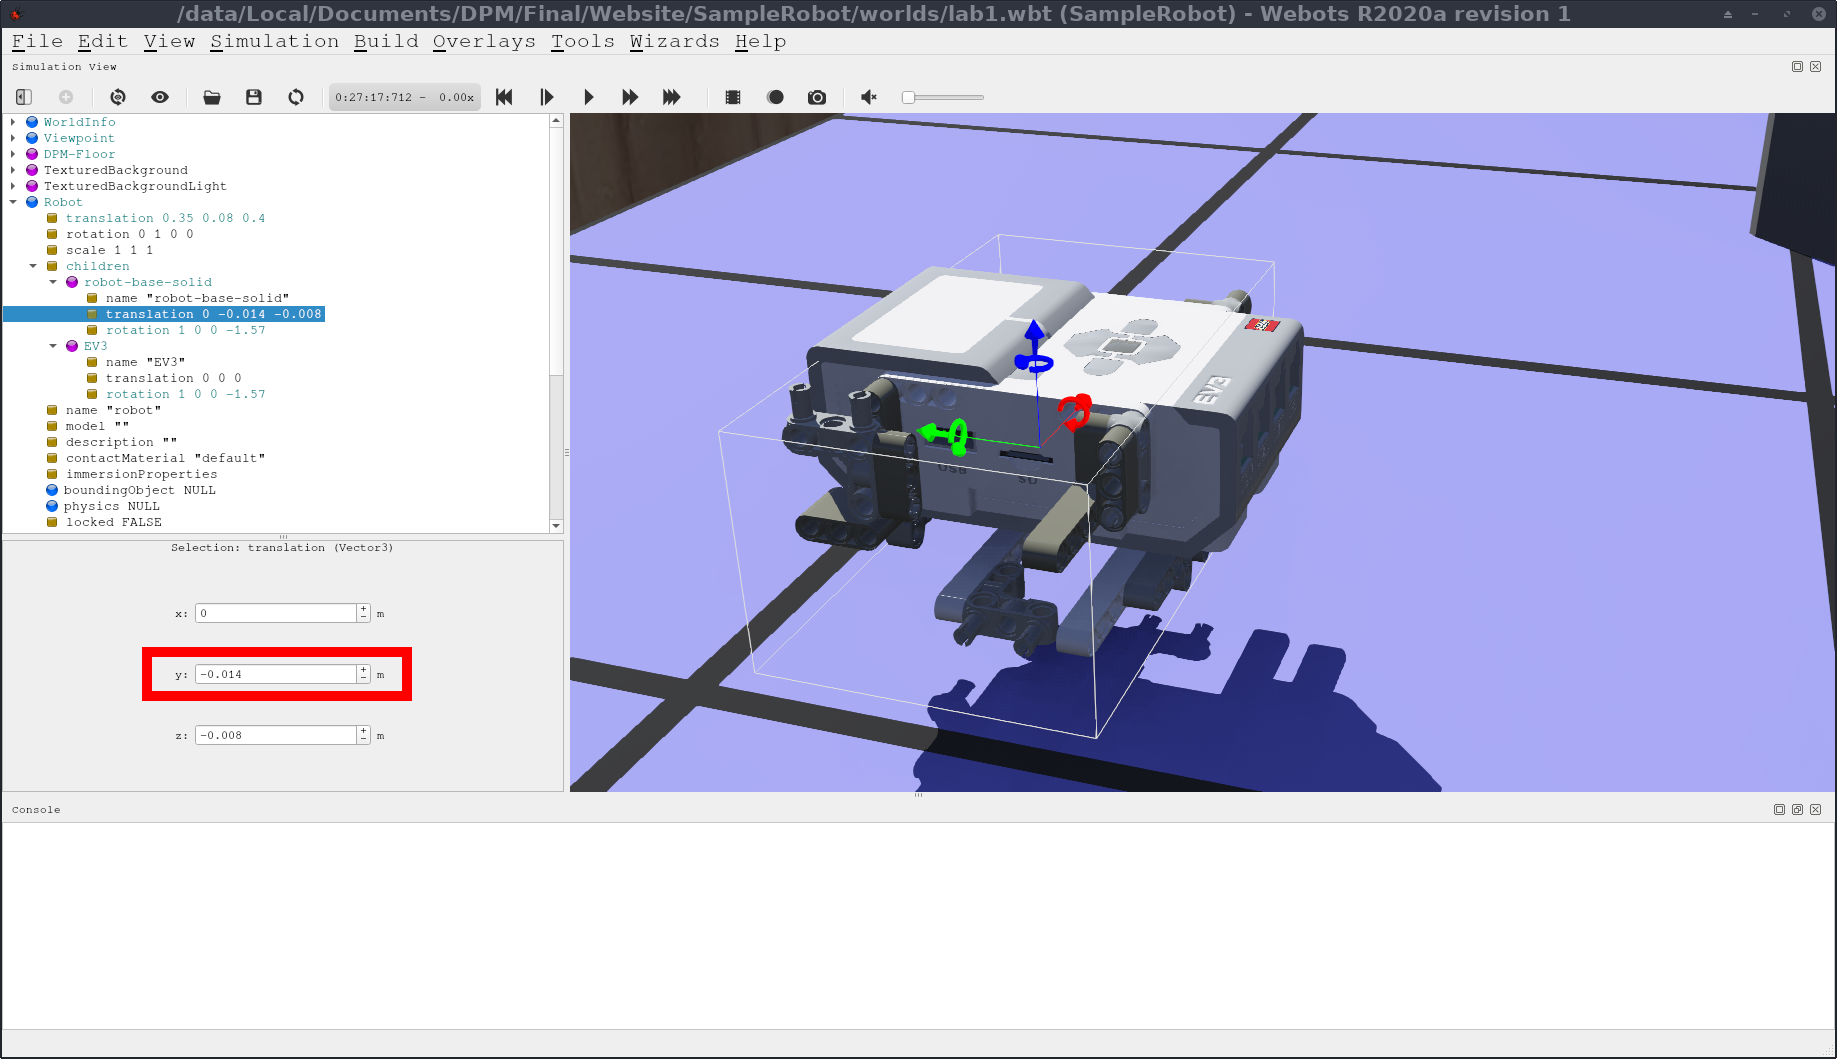 /data/Local/Documents/DPM/Final/Website/SampleRobot/worlds/lab1.wbt (SampleRobot) - Webots R2020a revision 1
File Edit View Simulation Build Overlays Tools Wizards Help
Simulation View
0:27:17:712 - 0.00x
WorldInfo
Viewpoint
DPM-Floor
TexturedBackground
TexturedBackgroundLight
Robot
translation 0.35 0.08 0.4
rotation 0 1 0 0
scale 1 1 1
children
robot-base-solid
name "robot-base-solid"
translation 0 -0.014 -0.008
rotation 1 0 0 -1.57
EV3
name "EV3"
translation 0 0 0
rotation 1 0 0 -1.57
name "robot"
model ""
description ""
contactMaterial "default"
immersionProperties
boundingObject NULL
physics NULL
locked FALSE
Selection: translation (Vector3)
x: 0 m
y: -0.014 m
z: -0.008 m
EV3
USB
SD
Console